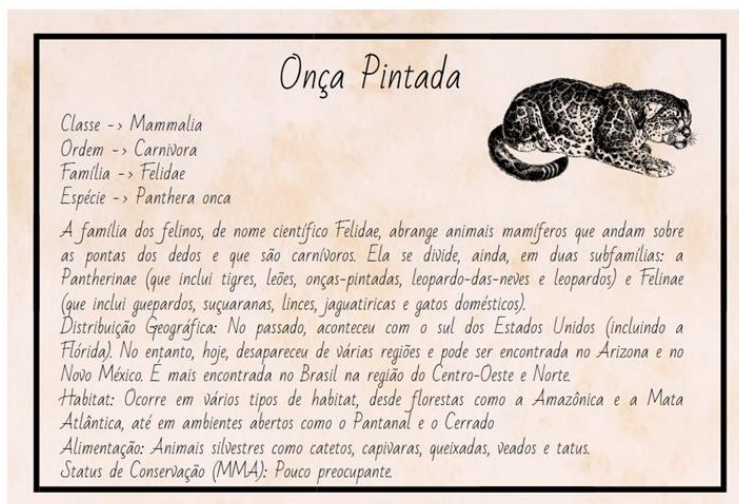 Onça Pintada
Classe -> Mammalia
Ordem -> Carnivora
Família -> Felidae
Espécie -> Panthera onca
A família dos felinos, de nome científico Felidae, abrange animais mamíferos que andam sobre
as pontas dos dedos e que são carnívoros. Ela se divide, ainda, em duas subfamílias: a
Pantherinae (que inclui tigres, leões, onças-pintadas, leopardo-das-neves e leopardos) e Felinae
(que inclui guepardos, suçuaranas, linces, jaguatiricas e gatos domésticos).
Distribuição Geográfica: No passado, aconteceu com o sul dos Estados Unidos (incluindo a
Flórida). No entanto, hoje, desapareceu de várias regiões e pode ser encontrada no Arizona e no
Novo México. É mais encontrada no Brasil na região do Centro-Oeste e Norte.
Habitat: Ocorre em vários tipos de habitat, desde florestas como a Amazônica e a Mata
Atlântica, até em ambientes abertos como o Pantanal e o Cerrado
Alimentação: Animais silvestres como catetos, capivaras, queixadas, veados e tatus.
Status de Conservação (MMA): Pouco preocupante.